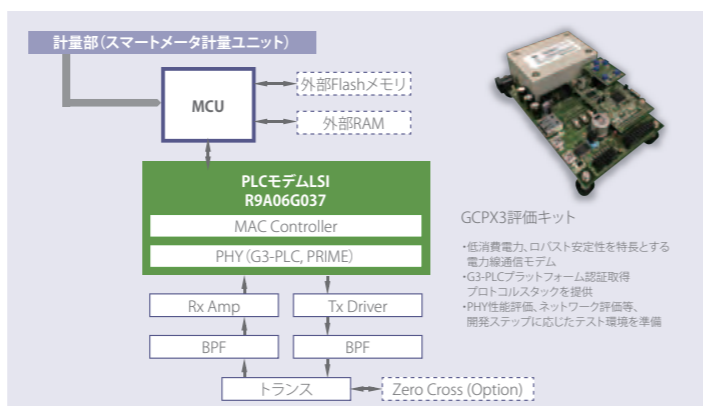 計量部（スマートメータ計量ユニット）
MCU
外部Flashメモリ
外部RAM
PLCモデムLSI
R9A06G037
MAC Controller
PHY（G3-PLC, PRIME）
Rx Amp
Tx Driver
BPF
BPF
トランス
Zero Cross (Option)
GCPX3評価キット
・低消費電力、ロバスト安定性を特長とする
電力線通信モデム
・G3-PLCプラットフォーム認証取得
プロトコルスタックを提供
・PHY性能評価、ネットワーク評価等、
開発ステップに応じたテスト環境を準備